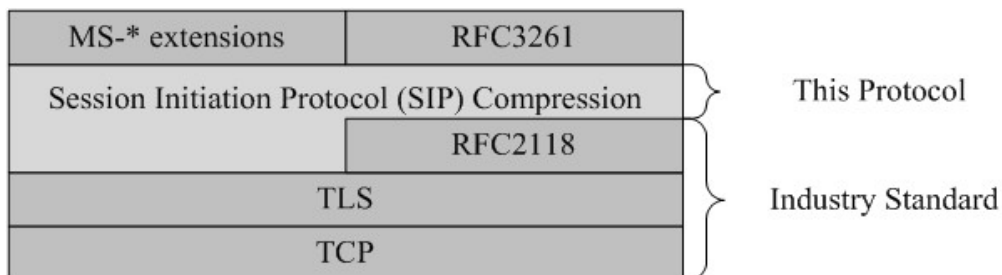 MS-* extensions
RFC3261
Session Initiation Protocol (SIP) Compression
This Protocol
RFC2118
TLS
Industry Standard
TCP